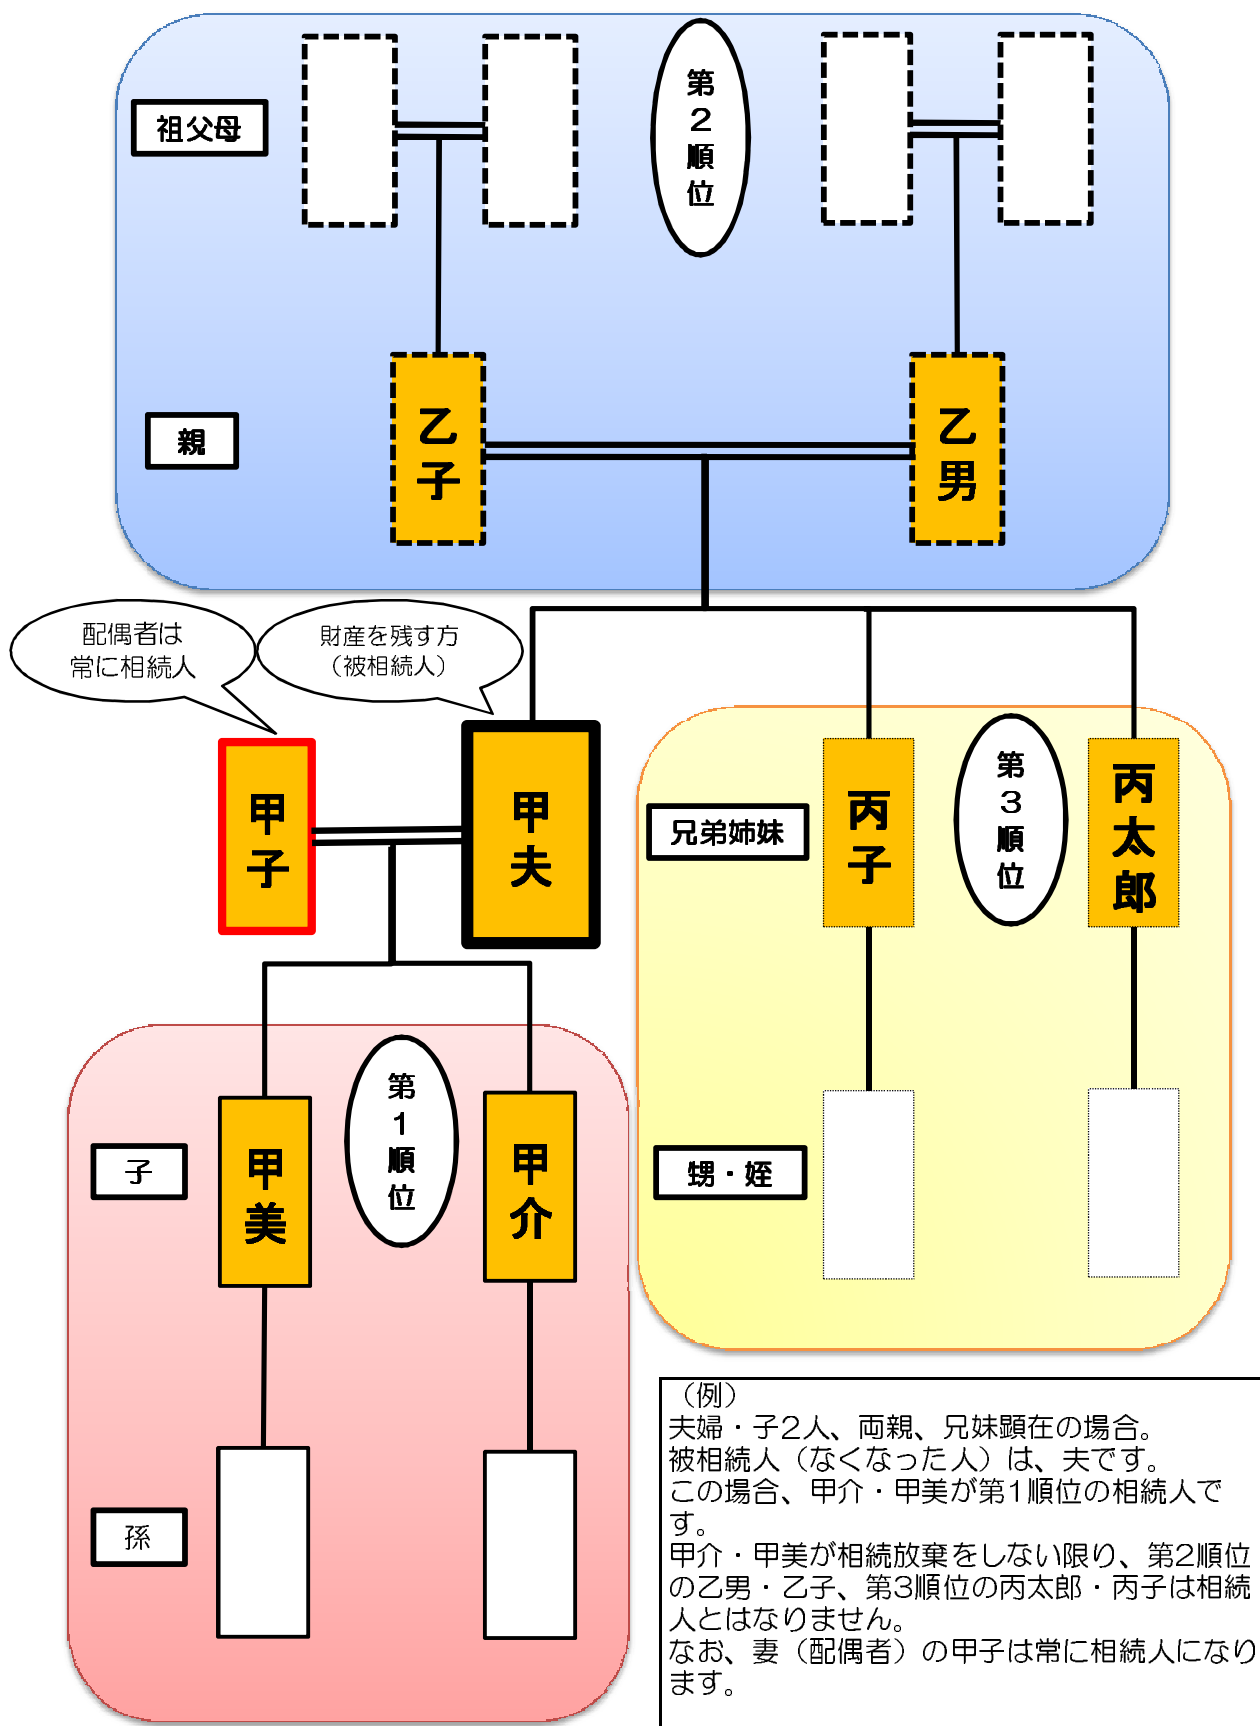 第2順位
祖父母
親
乙子
乙男
配偶者は
常に相続人
財産を残す方
（被相続人）
甲子
甲夫
兄弟姉妹
丙子
第3順位
丙太郎
第1順位
子
甲美
甲介
甥・姪
孫
（例）
夫婦・子2人、両親、兄妹顕在の場合。
被相続人（なくなった人）は、夫です。
この場合、甲介・甲美が第1順位の相続人で
す。
甲介・甲美が相続放棄をしない限り、第2順位
の乙男・乙子、第3順位の丙太郎・丙子は相続
人とはなりません。
なお、妻（配偶者）の甲子は常に相続人になり
ます。